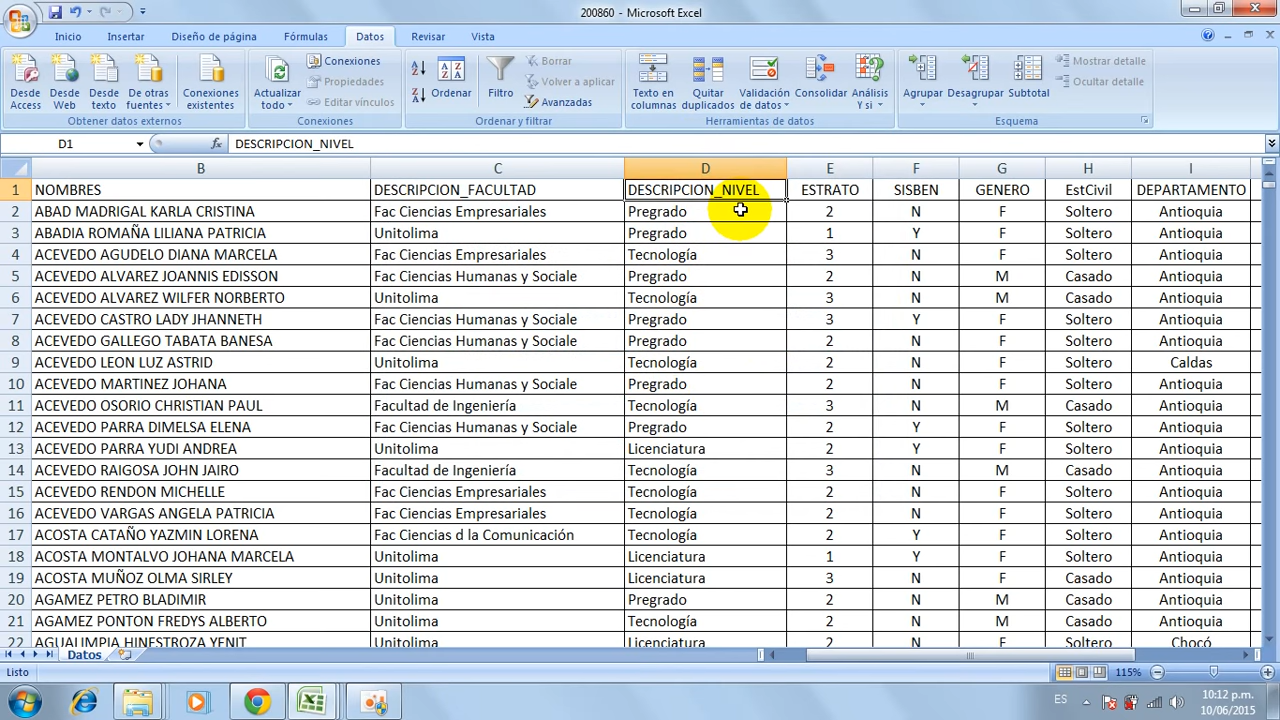 200860 - Microsoft Excel
Inicio Insertar Diseño de página Fórmulas Datos Revisar Vista
Desde Access
Desde Web
Desde texto
De otras fuentes
Conexiones existentes
Obtener datos externos
Actualizar todo
Conexiones
Propiedades
Editar vínculos
Conexiones
Ordenar
Filtro
Borrar
Volver a aplicar
Avanzadas
Ordenar y filtrar
Texto en columnas
Quitar duplicados
Validación de datos
Consolidar
Análisis Y si
Herramientas de datos
Agrupar
Desagrupar
Subtotal
Mostrar detalle
Ocultar detalle
Esquema
D1 fx DESCRIPCION_NIVEL
B C D E F G H I
1 NOMBRES DESCRIPCION_FACULTAD DESCRIPCION_NIVEL ESTRATO SISBEN GENERO EstCivil DEPARTAMENTO
2 ABAD MADRIGAL KARLA CRISTINA Fac Ciencias Empresariales Pregrado 2 N F Soltero Antioquia
3 ABADIA ROMAÑA LILIANA PATRICIA Unitolima Pregrado 1 Y F Soltero Antioquia
4 ACEVEDO AGUDELO DIANA MARCELA Fac Ciencias Empresariales Tecnología 3 N F Soltero Antioquia
5 ACEVEDO ALVAREZ JOANNIS EDISSON Fac Ciencias Humanas y Sociale Pregrado 2 N M Casado Antioquia
6 ACEVEDO ALVAREZ WILFER NORBERTO Unitolima Tecnología 3 N M Casado Antioquia
7 ACEVEDO CASTRO LADY JHANNETH Fac Ciencias Humanas y Sociale Pregrado 3 Y F Soltero Antioquia
8 ACEVEDO GALLEGO TABATA BANESA Fac Ciencias Humanas y Sociale Pregrado 2 N F Soltero Antioquia
9 ACEVEDO LEON LUZ ASTRID Unitolima Tecnología 2 N F Soltero Caldas
10 ACEVEDO MARTINEZ JOHANA Fac Ciencias Humanas y Sociale Pregrado 2 N F Soltero Antioquia
11 ACEVEDO OSORIO CHRISTIAN PAUL Facultad de Ingeniería Tecnología 3 N M Casado Antioquia
12 ACEVEDO PARRA DIMELSA ELENA Fac Ciencias Humanas y Sociale Pregrado 2 Y F Soltero Antioquia
13 ACEVEDO PARRA YUDI ANDREA Unitolima Licenciatura 2 Y F Soltero Antioquia
14 ACEVEDO RAIGOSA JOHN JAIRO Facultad de Ingeniería Tecnología 3 N M Casado Antioquia
15 ACEVEDO RENDON MICHELLE Fac Ciencias Empresariales Tecnología 2 N F Soltero Antioquia
16 ACEVEDO VARGAS ANGELA PATRICIA Fac Ciencias Empresariales Tecnología 2 N F Soltero Antioquia
17 ACOSTA CATAÑO YAZMIN LORENA Fac Ciencias d la Comunicación Tecnología 2 Y F Soltero Antioquia
18 ACOSTA MONTALVO JOHANA MARCELA Unitolima Licenciatura 1 Y F Soltero Antioquia
19 ACOSTA MUÑOZ OLMA SIRLEY Unitolima Licenciatura 3 N F Casado Antioquia
20 AGAMEZ PETRO BLADIMIR Unitolima Pregrado 2 N M Casado Antioquia
21 AGAMEZ PONTON FREDYS ALBERTO Unitolima Tecnología 2 N M Casado Antioquia
22 AGUALIMPIA HINESTROZA YENIT Unitolima Licenciatura 2 N F Soltero Chocó
Datos
Listo 115%
ES 10:12 p.m.
10/06/2015